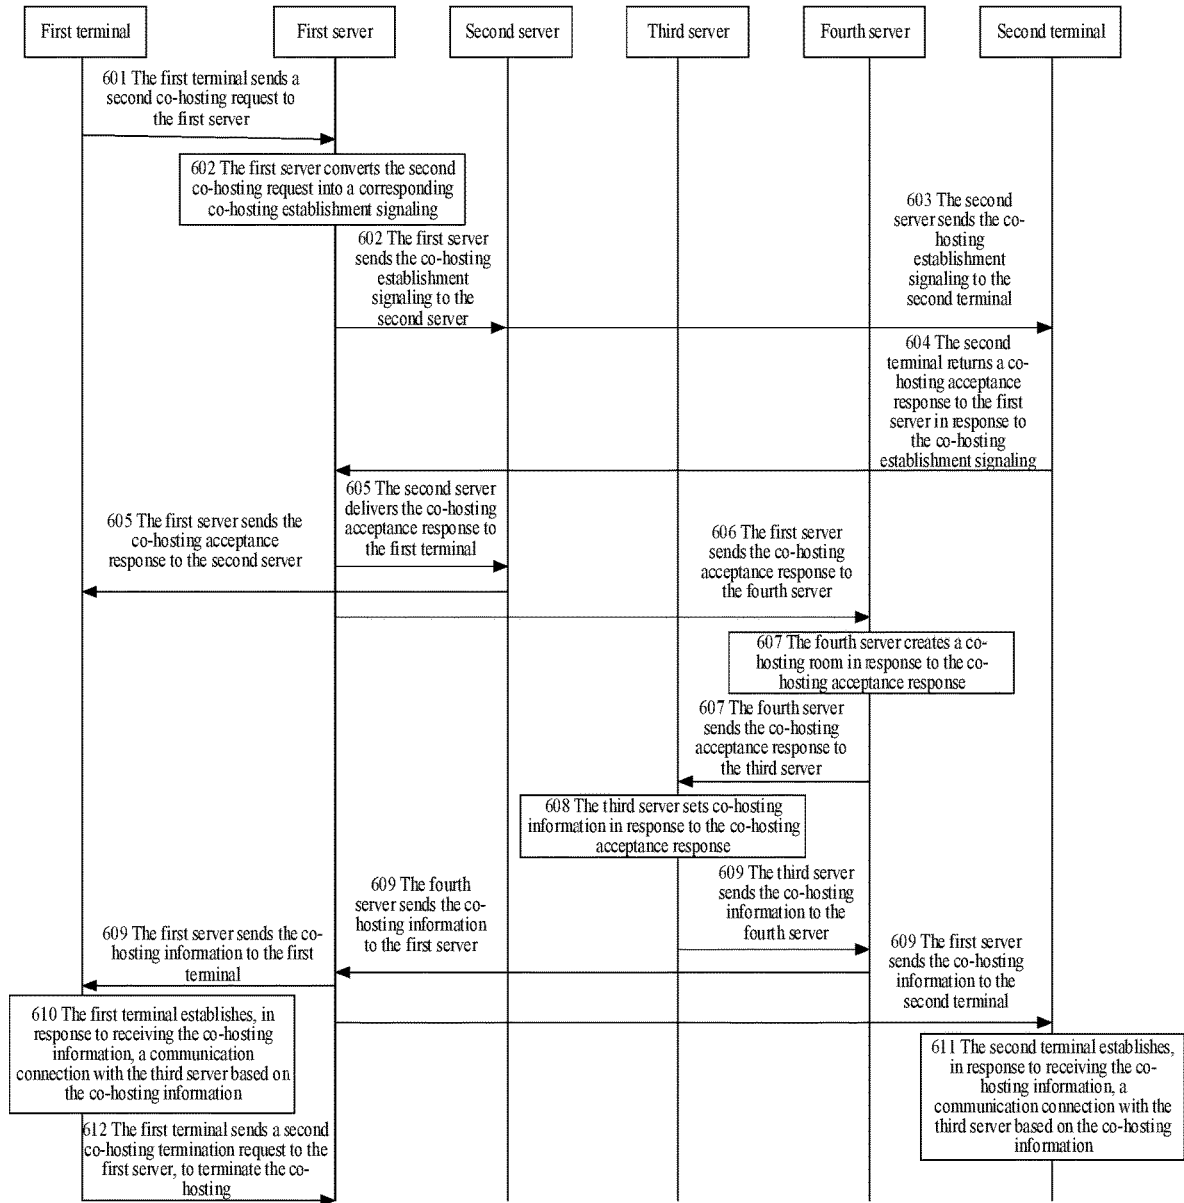 First terminal
First server
Second server
Third server
Fourth server
Second terminal
601 The first terminal sends a
second co-hosting request to
the first server
602 The first server converts the second
co-hosting request into a corresponding
co-hosting establishment signaling
602 The first server
sends the co-hosting
establishment
signaling to the
second server
603 The second
server sends the co-
hosting
establishment
signaling to the
second terminal
604 The second
terminal returns a co-
hosting acceptance
response to the first
server in response to
the co-hosting
establishment signaling
605 The second server
delivers the co-hosting
acceptance response to
the first terminal
605 The first server sends the
co-hosting acceptance
response to the second server
606 The first server
sends the co-hosting
acceptance response to
the fourth server
607 The fourth server creates a co-
hosting room in response to the co-
hosting acceptance response
607 The fourth server
sends the co-hosting
acceptance response to
the third server
608 The third server sets co-hosting
information in response to the co-hosting
acceptance response
609 The third server
sends the co-hosting
information to the
fourth server
609 The fourth
server sends the co-
hosting information
to the first server
609 The first server sends the co-
hosting information to the first
terminal
609 The first server
sends the co-hosting
information to the
second terminal
610 The first terminal establishes, in
response to receiving the co-hosting
information, a communication
connection with the third server based on
the co-hosting information
611 The second terminal establishes,
in response to receiving the co-
hosting information, a
communication connection with the
third server based on the co-hosting
information
612 The first terminal sends a second
co-hosting termination request to the
first server, to terminate the co-
hosting